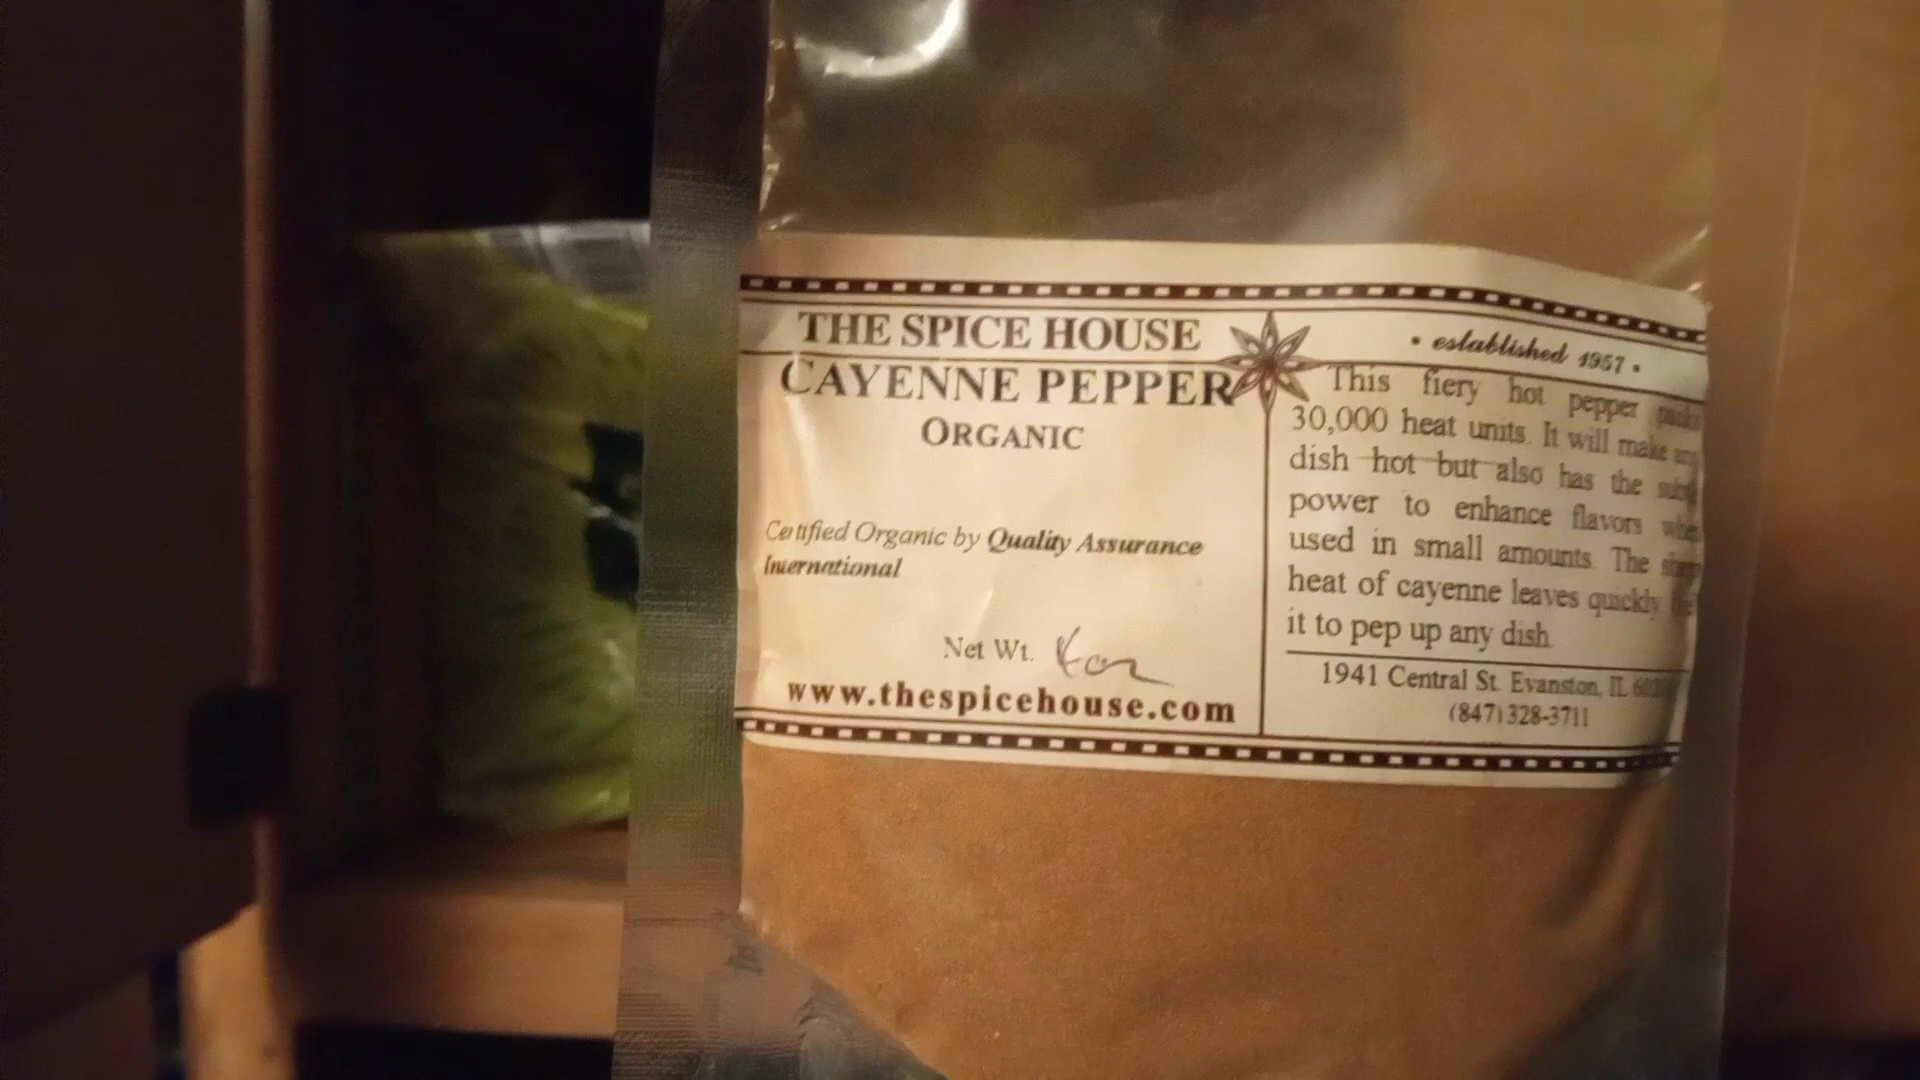 THE SPICE HOUSE
CAYENNE PEPPER
ORGANIC
Certified Organic by Quality Assurance
International
Net Wt.
www.thespicehouse.com
• established 1957 •
This fiery hot pepper
30,000 heat units. It will make
dish hot but also has the
power to enhance flavors
used in small amounts. The
heat of cayenne leaves quickly.
it to pep up any dish.
1941 Central St. Evanston, IL
(847) 328-3711